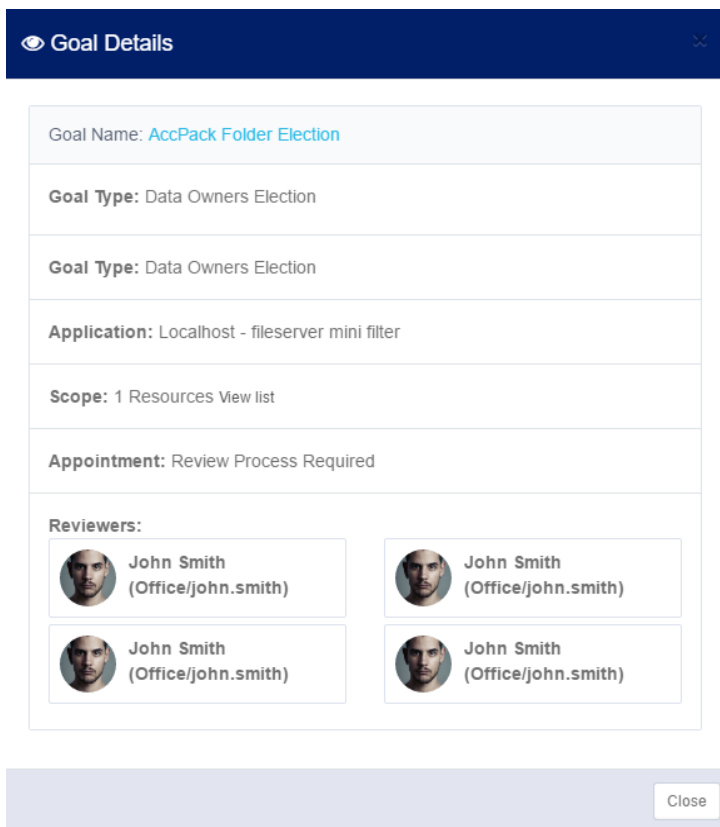 Goal Details
Goal Name: AccPack Folder Election
Goal Type: Data Owners Election
Goal Type: Data Owners Election
Application: Localhost - fileserver mini filter
Scope: 1 Resources View list
Appointment: Review Process Required
Reviewers:
John Smith
(Office/john.smith)
John Smith
(Office/john.smith)
John Smith
(Office/john.smith)
John Smith
(Office/john.smith)
Close